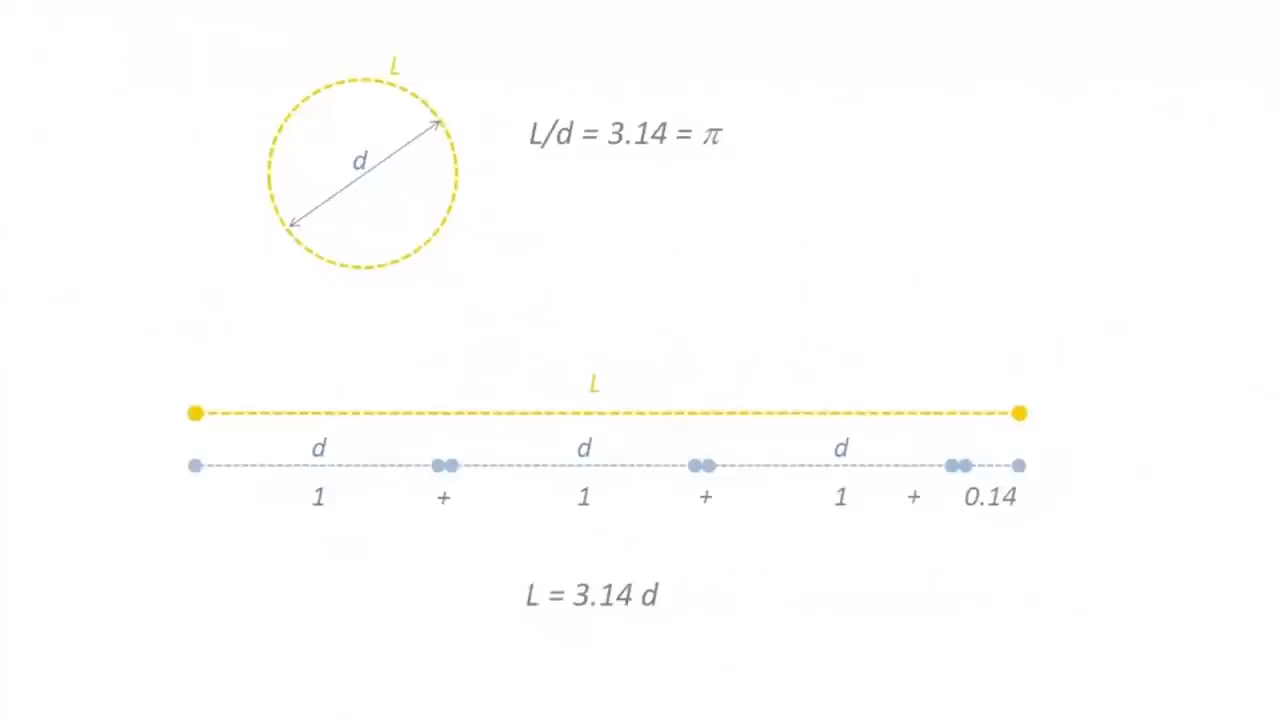 L
d
L/d = 3.14 = π
L
d d d
1 + 1 + 1 + 0.14
L = 3.14 d